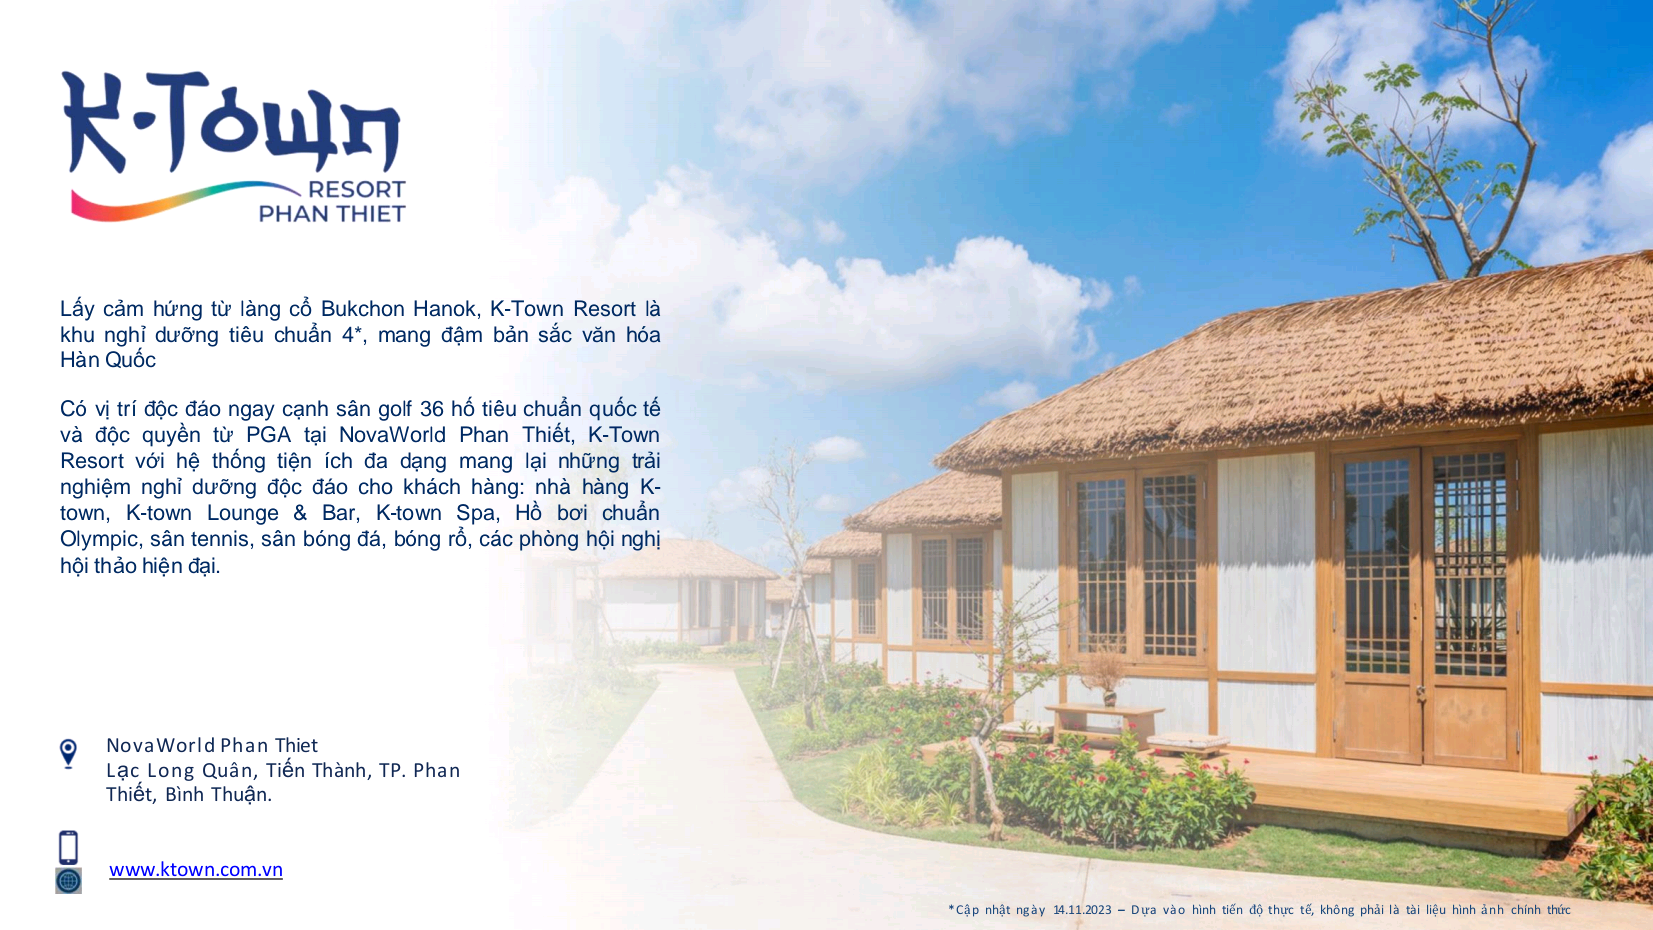 K·Town
RESORT
PHAN THIET
Lấy cảm hứng từ làng cổ Bukchon Hanok, K-Town Resort là
khu nghỉ dưỡng tiêu chuẩn 4*, mang đậm bản sắc văn hóa
Hàn Quốc
Có vị trí độc đáo ngay cạnh sân golf 36 hố tiêu chuẩn quốc tế
và độc quyền từ PGA tại NovaWorld Phan Thiết, K-Town
Resort với hệ thống tiện ích đa dạng mang lại những trải
nghiệm nghỉ dưỡng độc đáo cho khách hàng: nhà hàng K-
town, K-town Lounge & Bar, K-town Spa, Hồ bơi chuẩn
Olympic, sân tennis, sân bóng đá, bóng rổ, các phòng hội nghị
hội thảo hiện đại.
NovaWorld Phan Thiet
Lạc Long Quân, Tiến Thành, TP. Phan
Thiết, Bình Thuận.
www.ktown.com.vn
*Cập nhật ngày 14.11.2023 – Dựa vào hình tiến độ thực tế, không phải là tài liệu hình ảnh chính thức